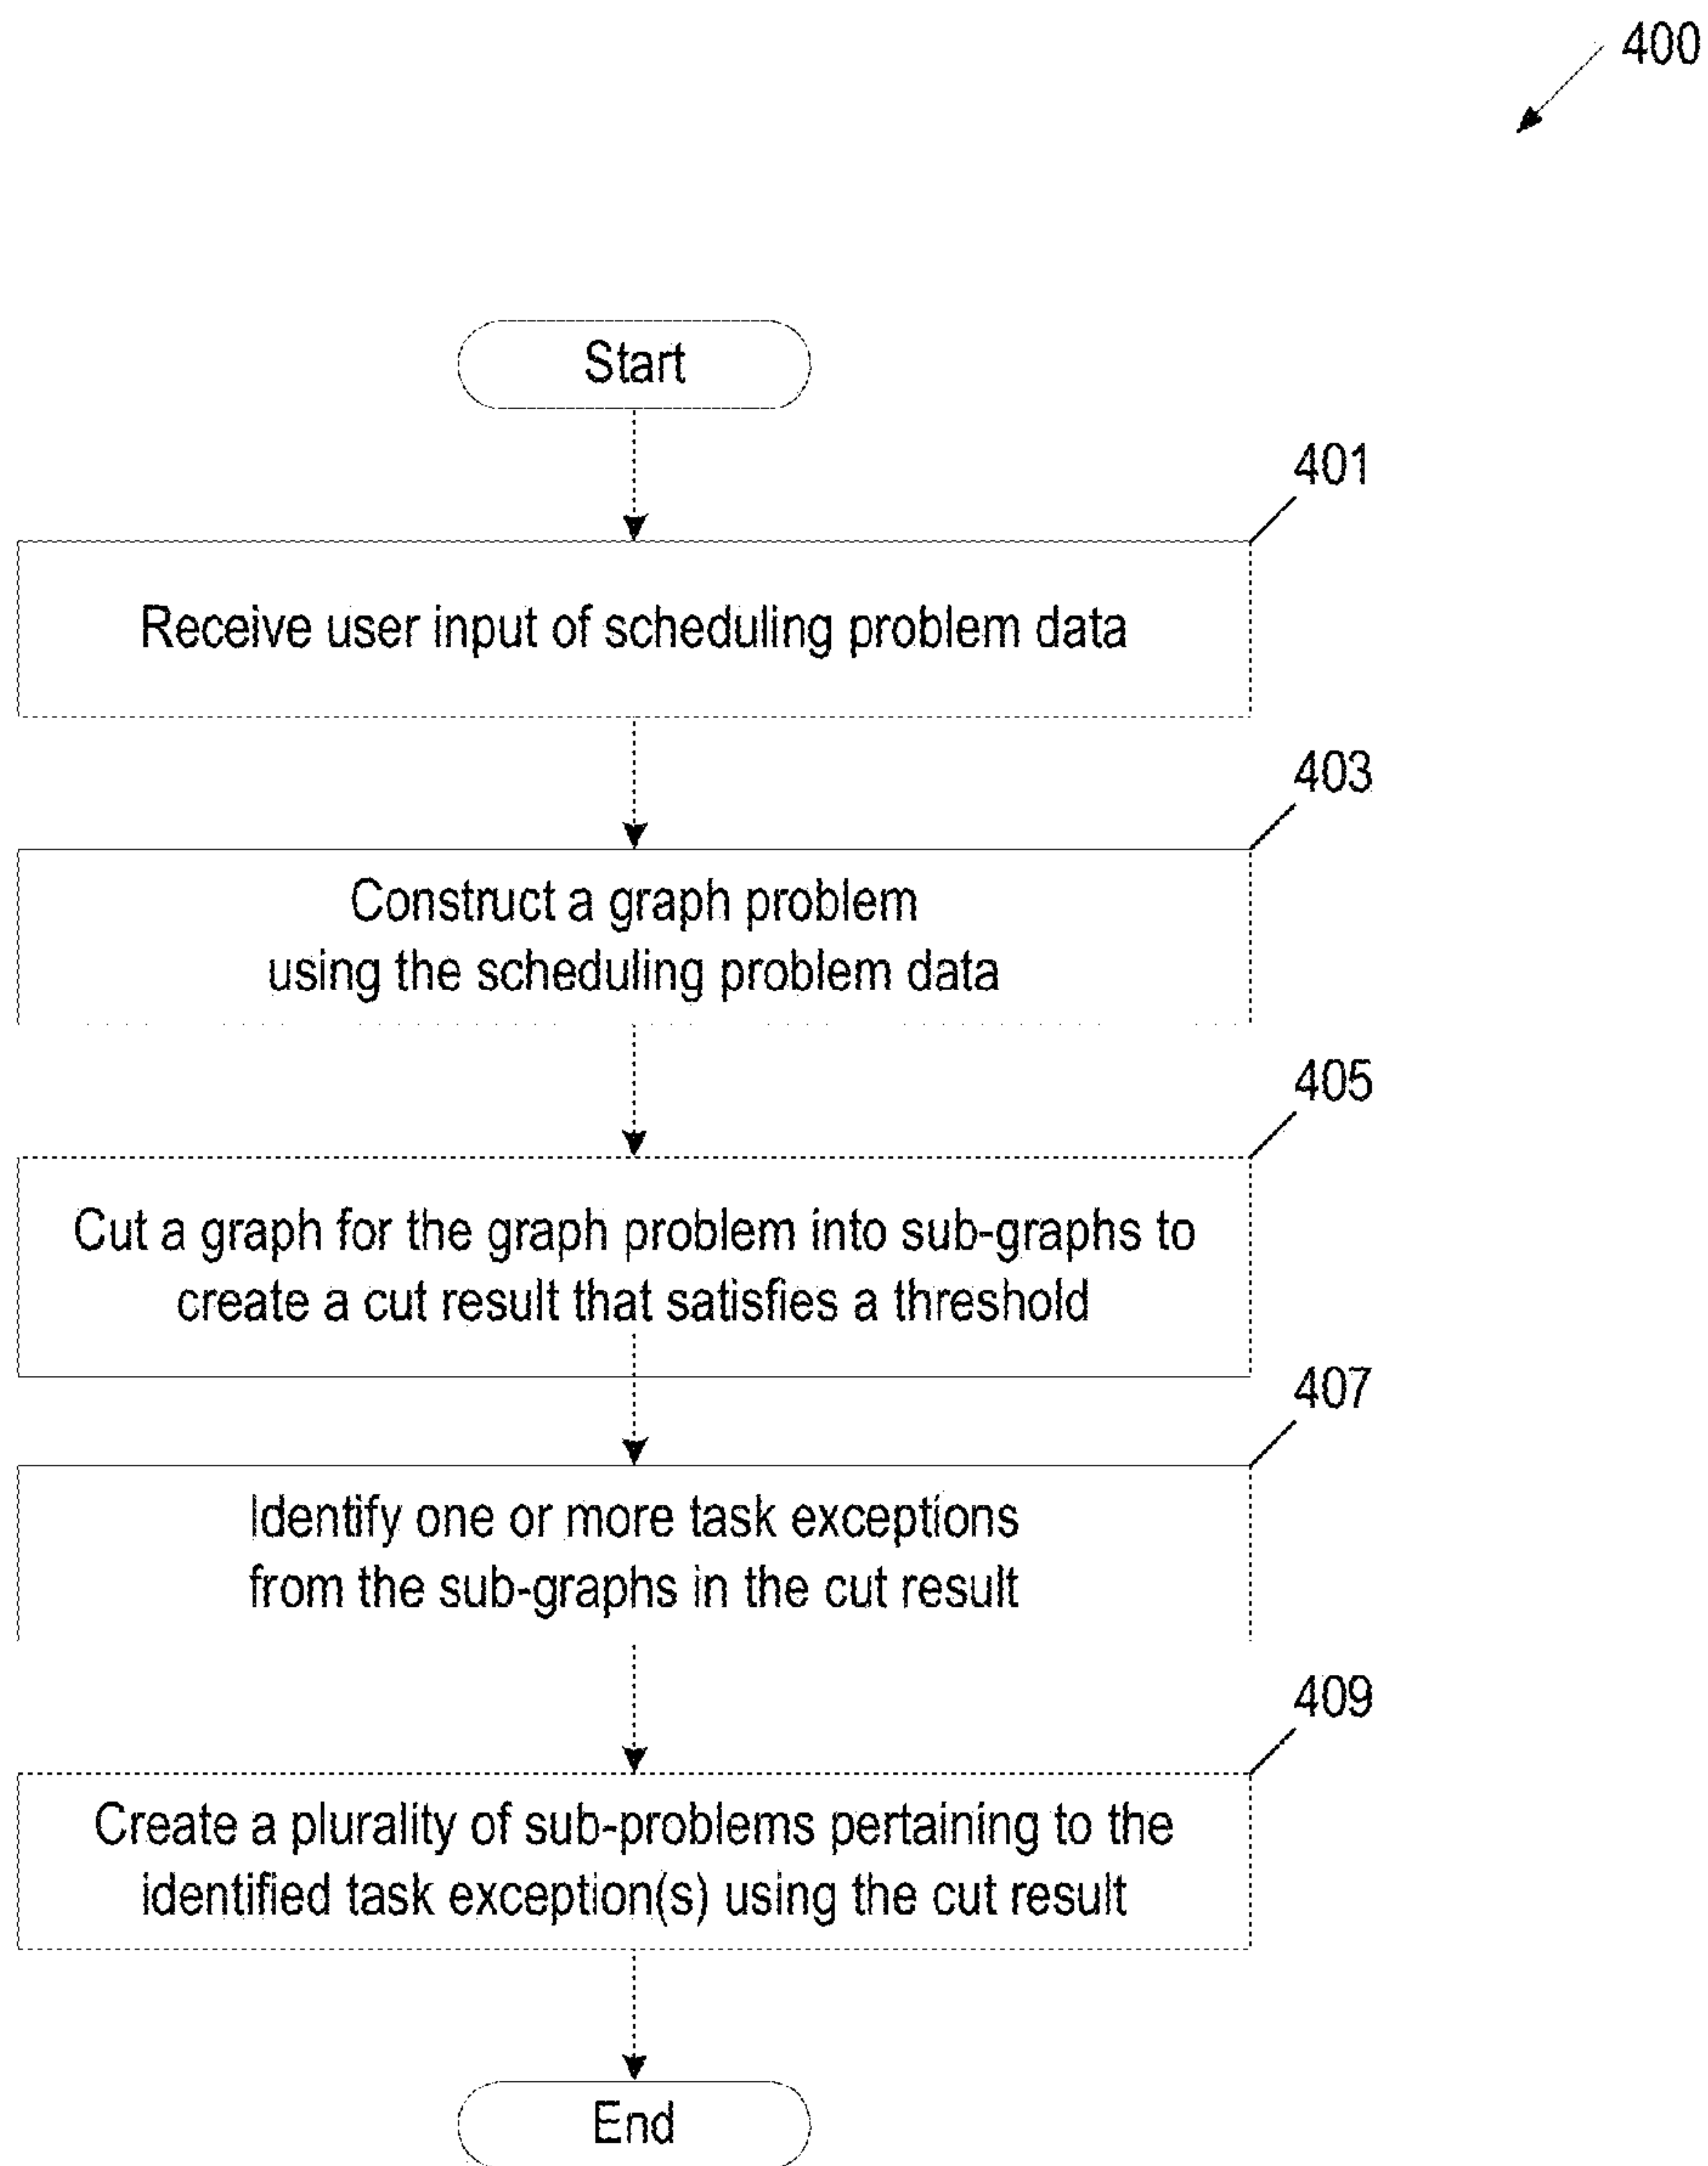 400
Start
401
Receive user input of scheduling problem data
403
Construct a graph problem
using the scheduling problem data
405
Cut a graph for the graph problem into sub-graphs to
create a cut result that satisfies a threshold
407
Identify one or more task exceptions
from the sub-graphs in the cut result
409
Create a plurality of sub-problems pertaining to the
identified task exception(s) using the cut result
End